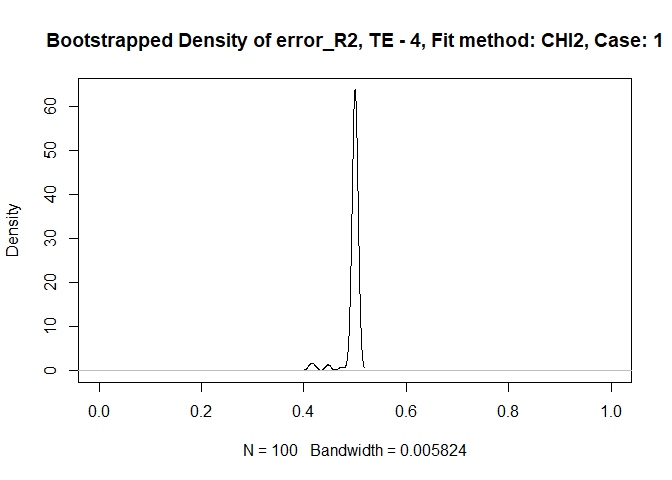 Bootstrapped Density of error_R2, TE - 4, Fit method: CHI2, Case: 1
Density
60
50
40
30
20
10
0
0.0 0.2 0.4 0.6 0.8 1.0
N = 100 Bandwidth = 0.005824